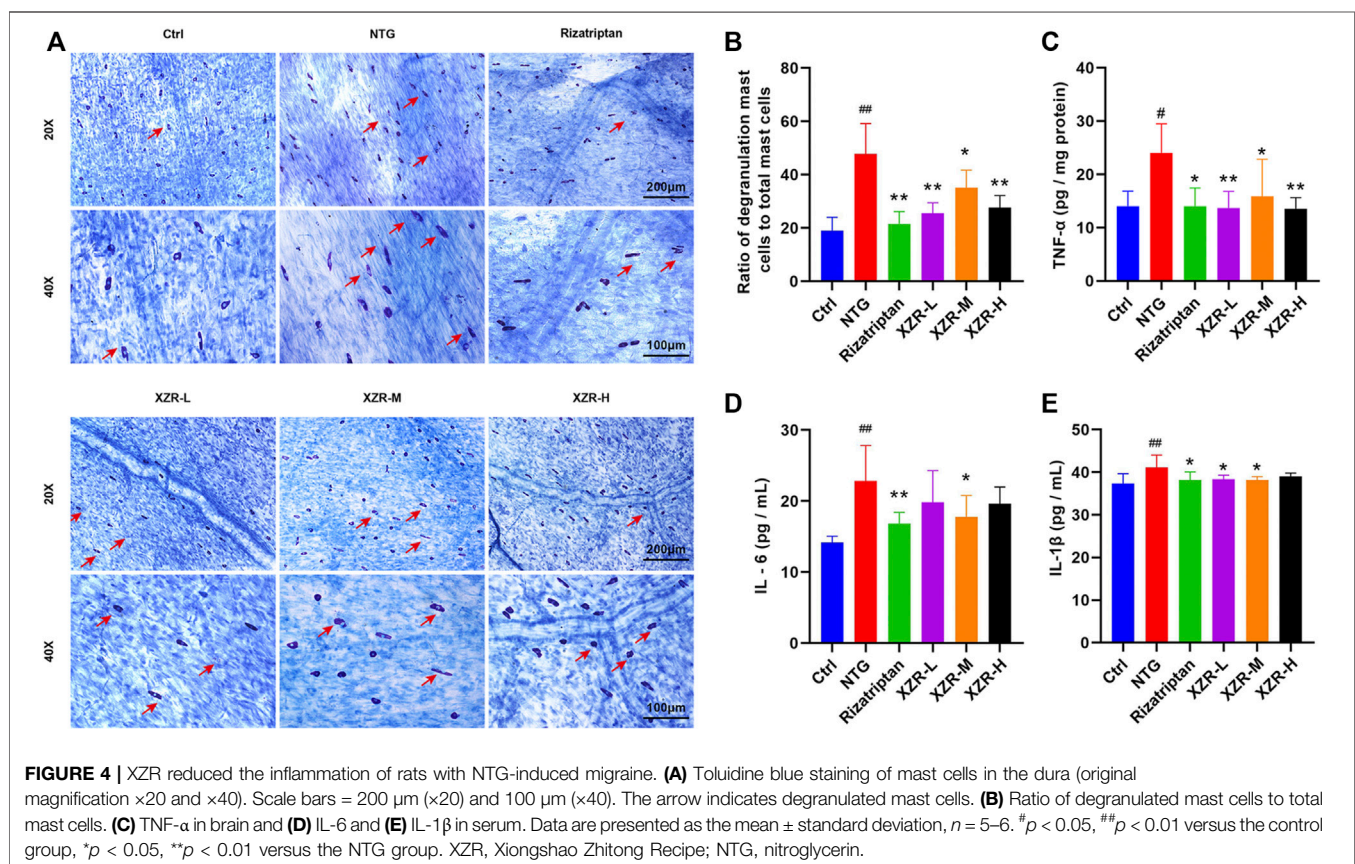 A
Ctrl NTG Rizatriptan
20X
200μm
40X
100μm
XZR-L XZR-M XZR-H
20X
200μm
40X
100μm
B
Ratio of degranulation mast
cells to total mast cells
80
60
40
20
0
##
**
**
*
**
Ctrl
NTG
Rizatriptan
XZR-L
XZR-M
XZR-H
C
TNF-α (pg / mg protein)
40
30
20
10
0
#
*
**
*
**
Ctrl
NTG
Rizatriptan
XZR-L
XZR-M
XZR-H
D
IL - 6 (pg / mL)
30
20
10
0
##
**
*
Ctrl
NTG
Rizatriptan
XZR-L
XZR-M
XZR-H
E
IL-1β (pg / mL)
50
40
30
20
10
0
##
*
*
*
Ctrl
NTG
Rizatriptan
XZR-L
XZR-M
XZR-H
FIGURE 4 | XZR reduced the inflammation of rats with NTG-induced migraine. (A) Toluidine blue staining of mast cells in the dura (original
magnification ×20 and ×40). Scale bars = 200 μm (×20) and 100 μm (×40). The arrow indicates degranulated mast cells. (B) Ratio of degranulated mast cells to total
mast cells. (C) TNF-α in brain and (D) IL-6 and (E) IL-1β in serum. Data are presented as the mean ± standard deviation, n = 5–6. #p < 0.05, ##p < 0.01 versus the control
group, *p < 0.05, **p < 0.01 versus the NTG group. XZR, Xiongshao Zhitong Recipe; NTG, nitroglycerin.